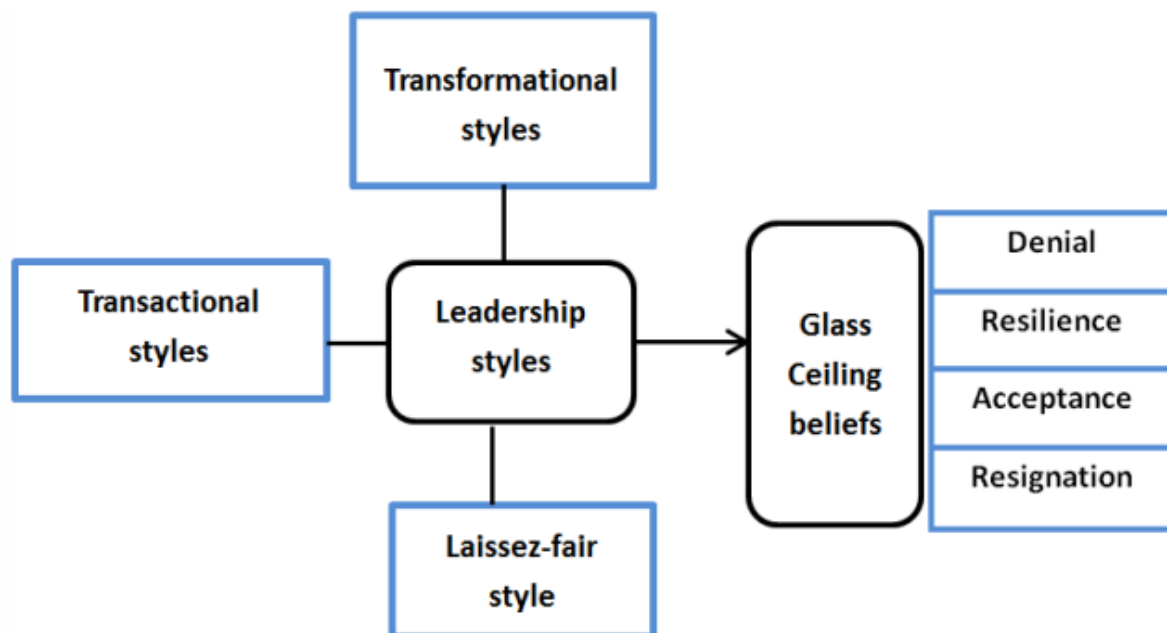 Transformational
styles
Transactional
styles
Leadership
styles
Glass
Ceiling
beliefs
Denial
Resilience
Acceptance
Resignation
Laissez-fair
style